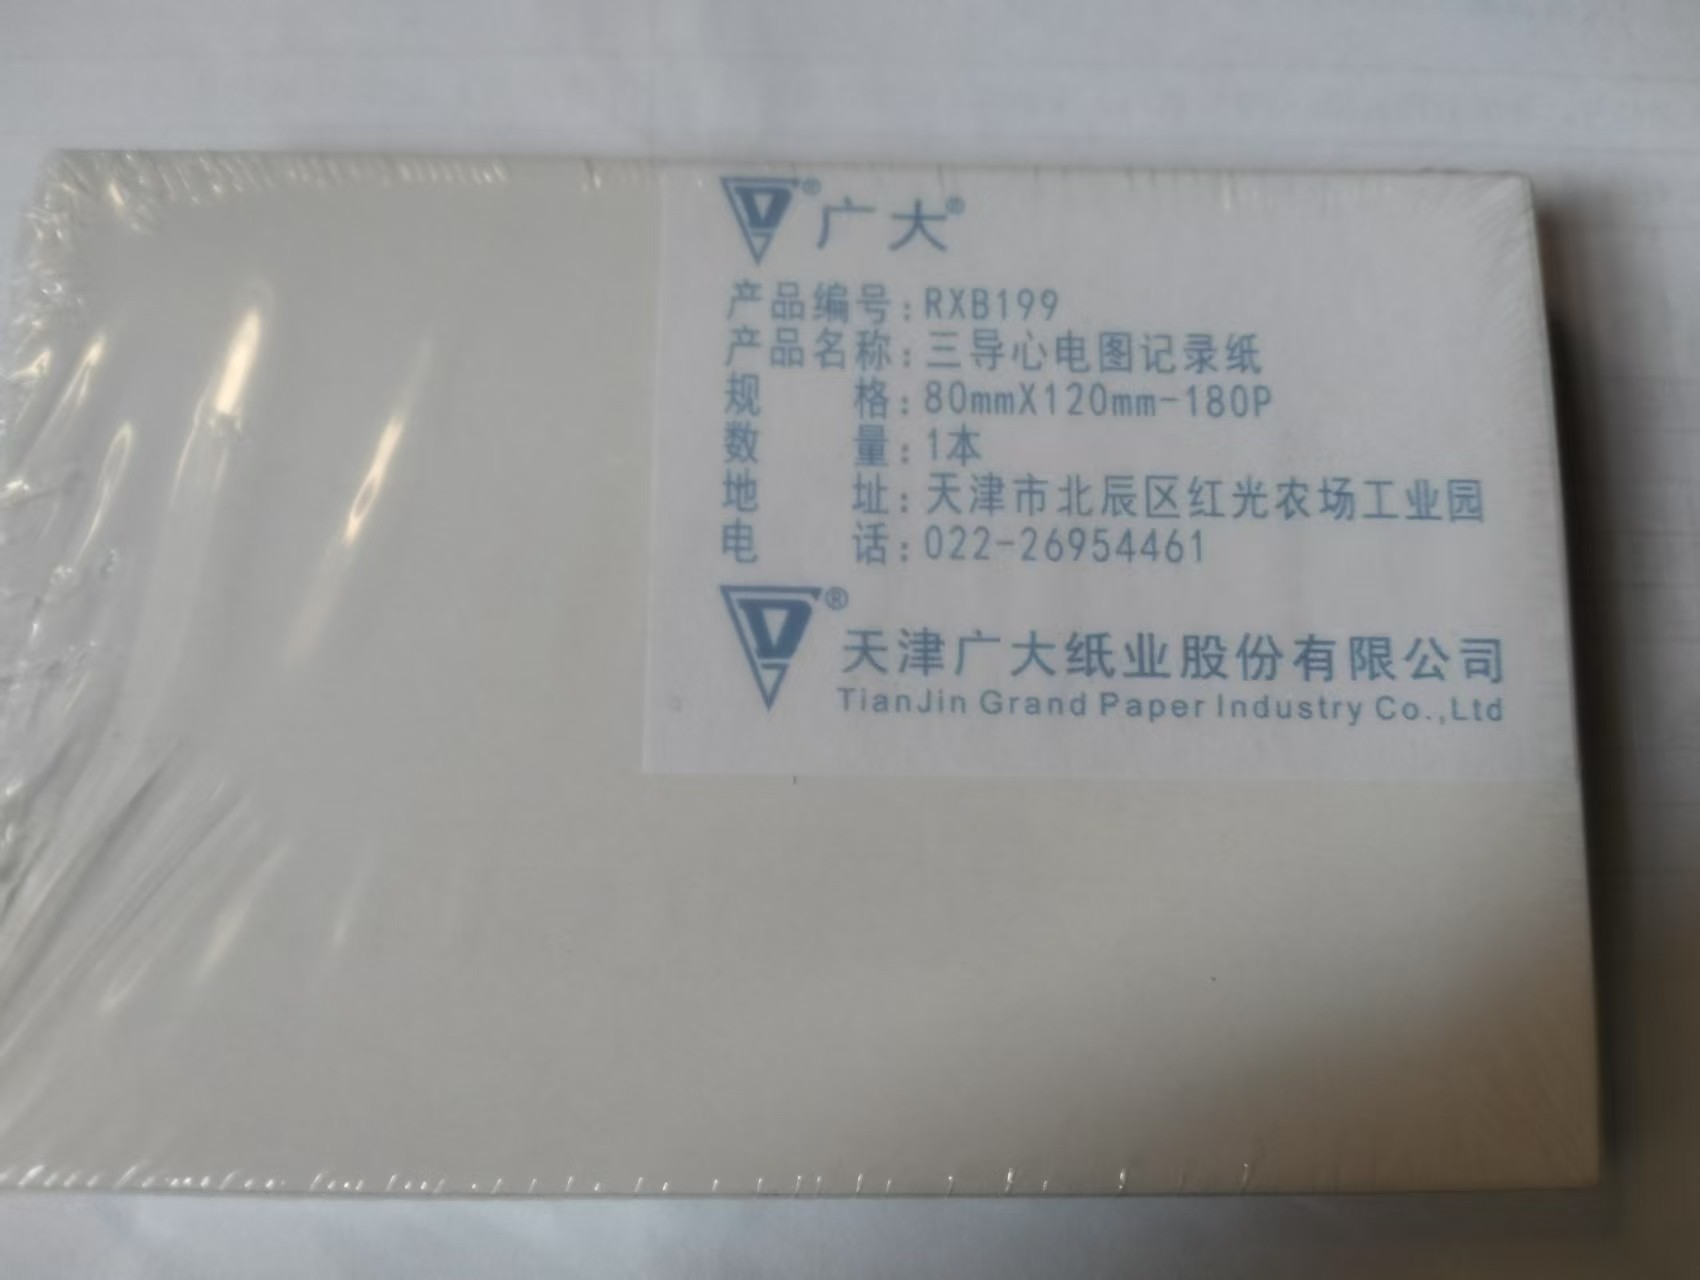 广大®
产品编号:RXB199
产品名称:三导心电图记录纸
规格:80mmX120mm-180P
数量:1本
地址:天津市北辰区红光农场工业园
电话:022-26954461
天津广大纸业股份有限公司
TianJin Grand Paper Industry Co.,Ltd